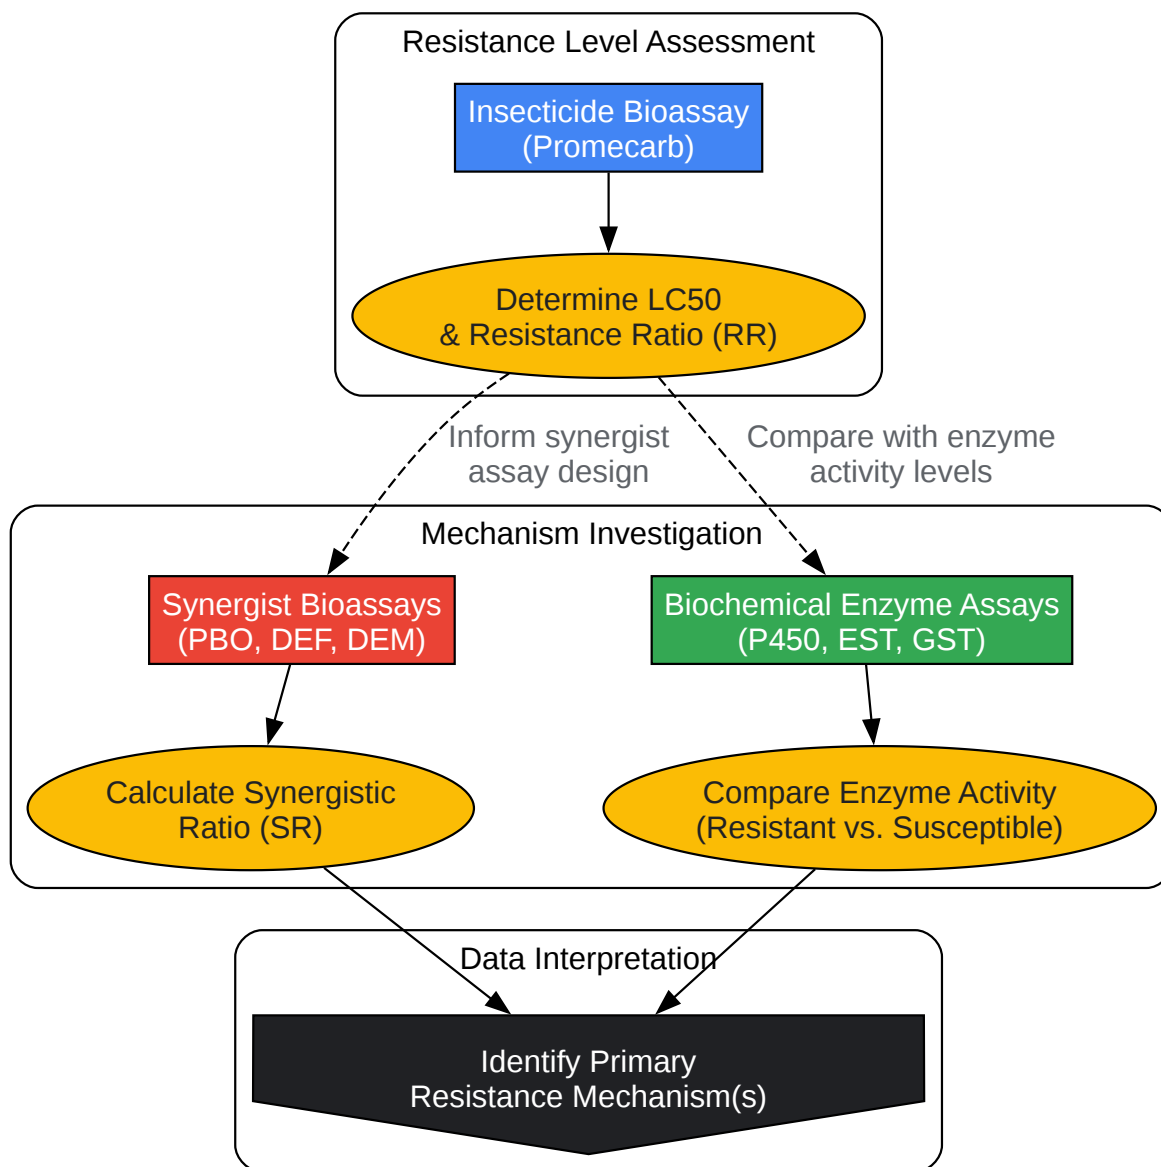 Resistance Level Assessment
Insecticide Bioassay
(Promecarb)
Determine LC50
& Resistance Ratio (RR)
Inform synergist
assay design
Compare with enzyme
activity levels
Mechanism Investigation
Synergist Bioassays
(PBO, DEF, DEM)
Biochemical Enzyme Assays
(P450, EST, GST)
Calculate Synergistic
Ratio (SR)
Compare Enzyme Activity
(Resistant vs. Susceptible)
Data Interpretation
Identify Primary
Resistance Mechanism(s)